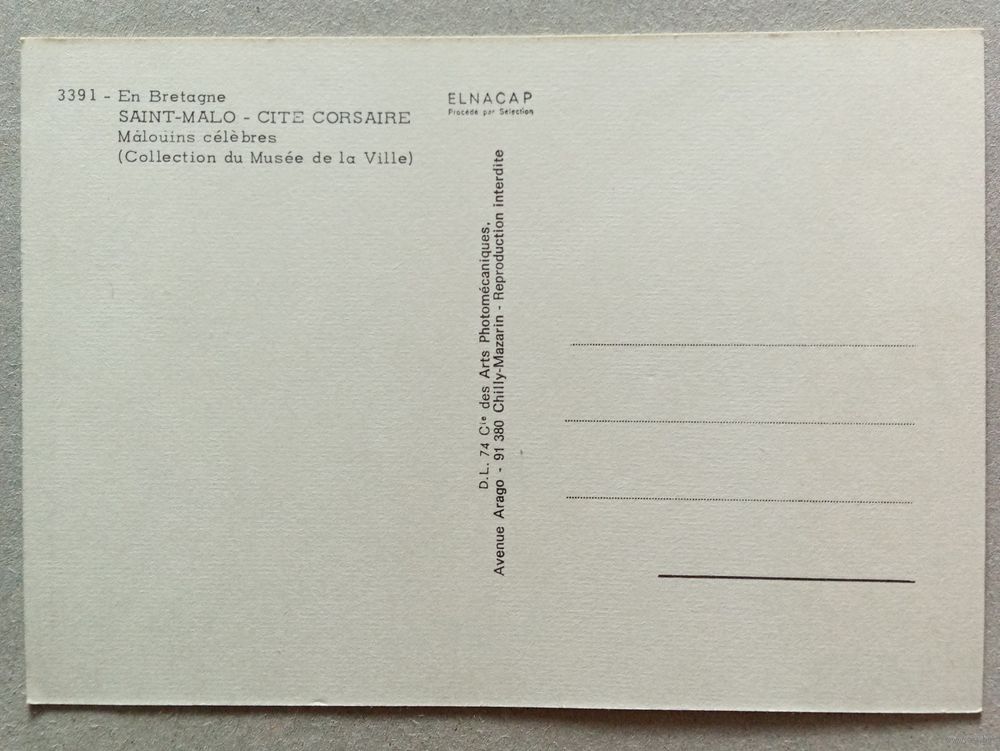 3391 - En Bretagne
SAINT-MALO - CITE CORSAIRE
Màlouins célèbres
(Collection du Musée de la Ville)
ELNACAP
Procédé par Sélection
D.L. 74 Cie des Arts Photomécaniques,
Avenue Arago - 91 380 Chilly-Mazarin - Reproduction interdite